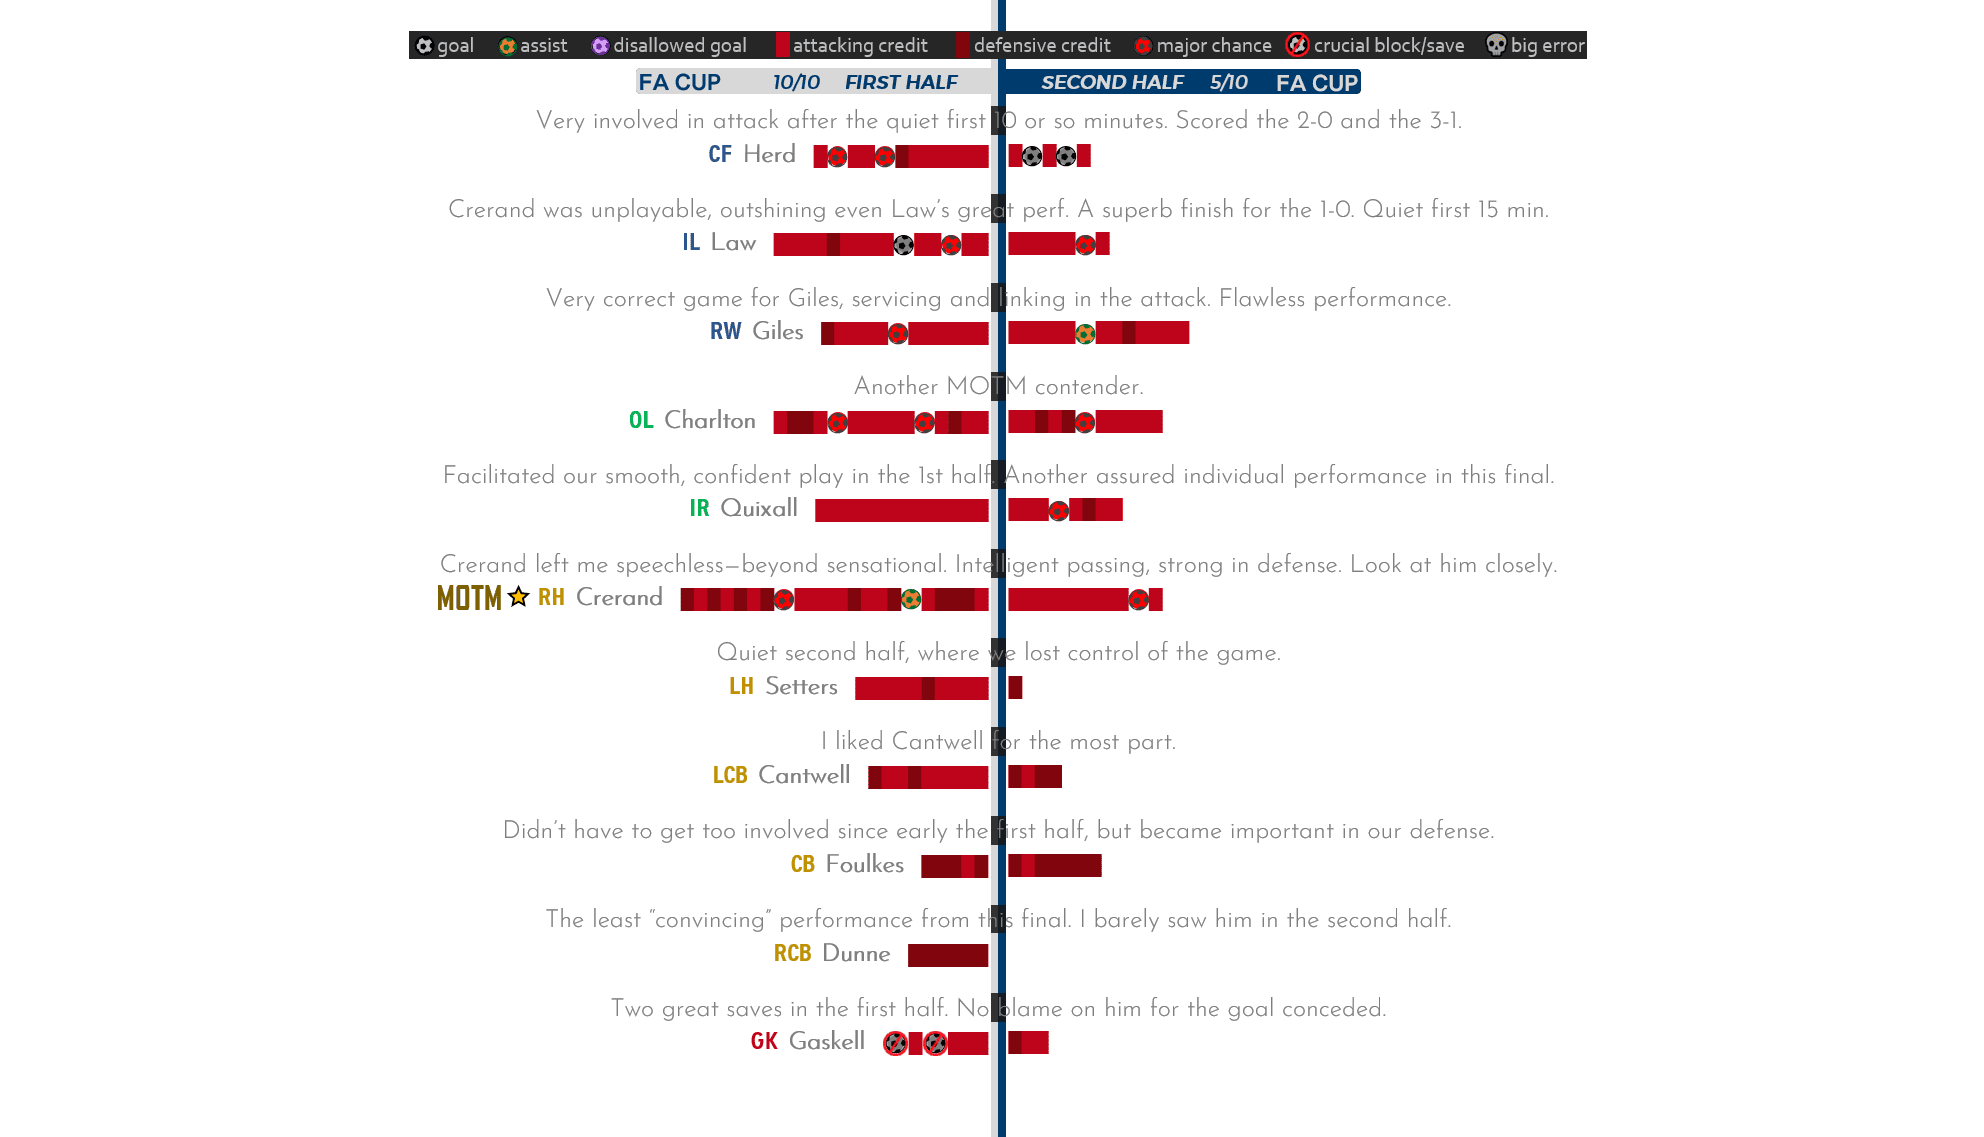 goal assist disallowed goal attacking credit defensive credit major chance crucial block/save big error
FA CUP 10/10 FIRST HALF SECOND HALF 5/10 FA CUP
Very involved in attack after the quiet first 10 or so minutes. Scored the 2-0 and the 3-1.
CF Herd
Crerand was unplayable, outshining even Law's great perf. A superb finish for the 1-0. Quiet first 15 min.
IL Law
Very correct game for Giles, servicing and linking in the attack. Flawless performance.
RW Giles
Another MOTM contender.
OL Charlton
Facilitated our smooth, confident play in the 1st half. Another assured individual performance in this final.
IR Quixall
Crerand left me speechless—beyond sensational. Intelligent passing, strong in defense. Look at him closely.
MOTM RH Crerand
Quiet second half, where we lost control of the game.
LH Setters
I liked Cantwell for the most part.
LCB Cantwell
Didn't have to get too involved since early the first half, but became important in our defense.
CB Foulkes
The least "convincing" performance from this final. I barely saw him in the second half.
RCB Dunne
Two great saves in the first half. No blame on him for the goal conceded.
GK Gaskell